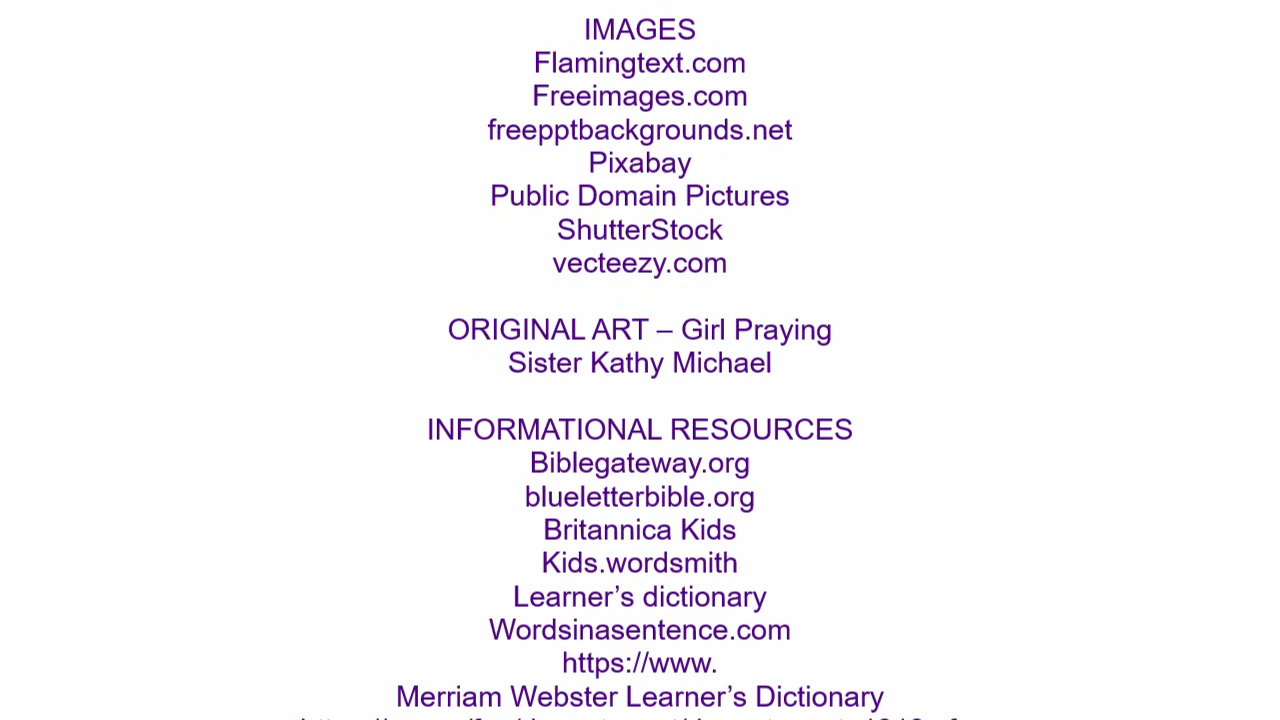 IMAGES
Flamingtext.com
Freeimages.com
freepptbackgrounds.net
Pixabay
Public Domain Pictures
ShutterStock
vecteezy.com
ORIGINAL ART – Girl Praying
Sister Kathy Michael
INFORMATIONAL RESOURCES
Biblegateway.org
blueletterbible.org
Britannica Kids
Kids.wordsmith
Learner’s dictionary
Wordsinasentence.com
https://www.
Merriam Webster Learner’s Dictionary